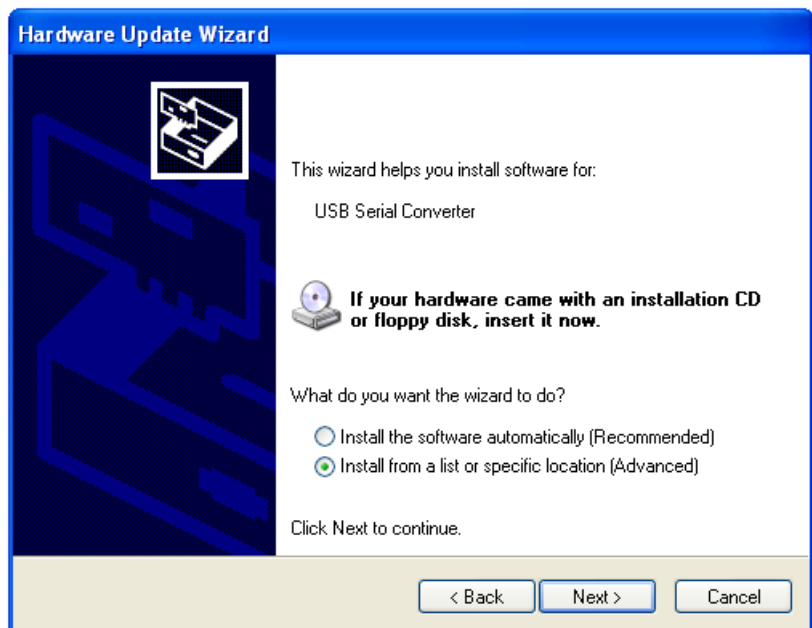 Hardware Update Wizard
This wizard helps you install software for:
USB Serial Converter
If your hardware came with an installation CD
or floppy disk, insert it now.
What do you want the wizard to do?
Install the software automatically (Recommended)
Install from a list or specific location (Advanced)
Click Next to continue.
< Back
Next >
Cancel